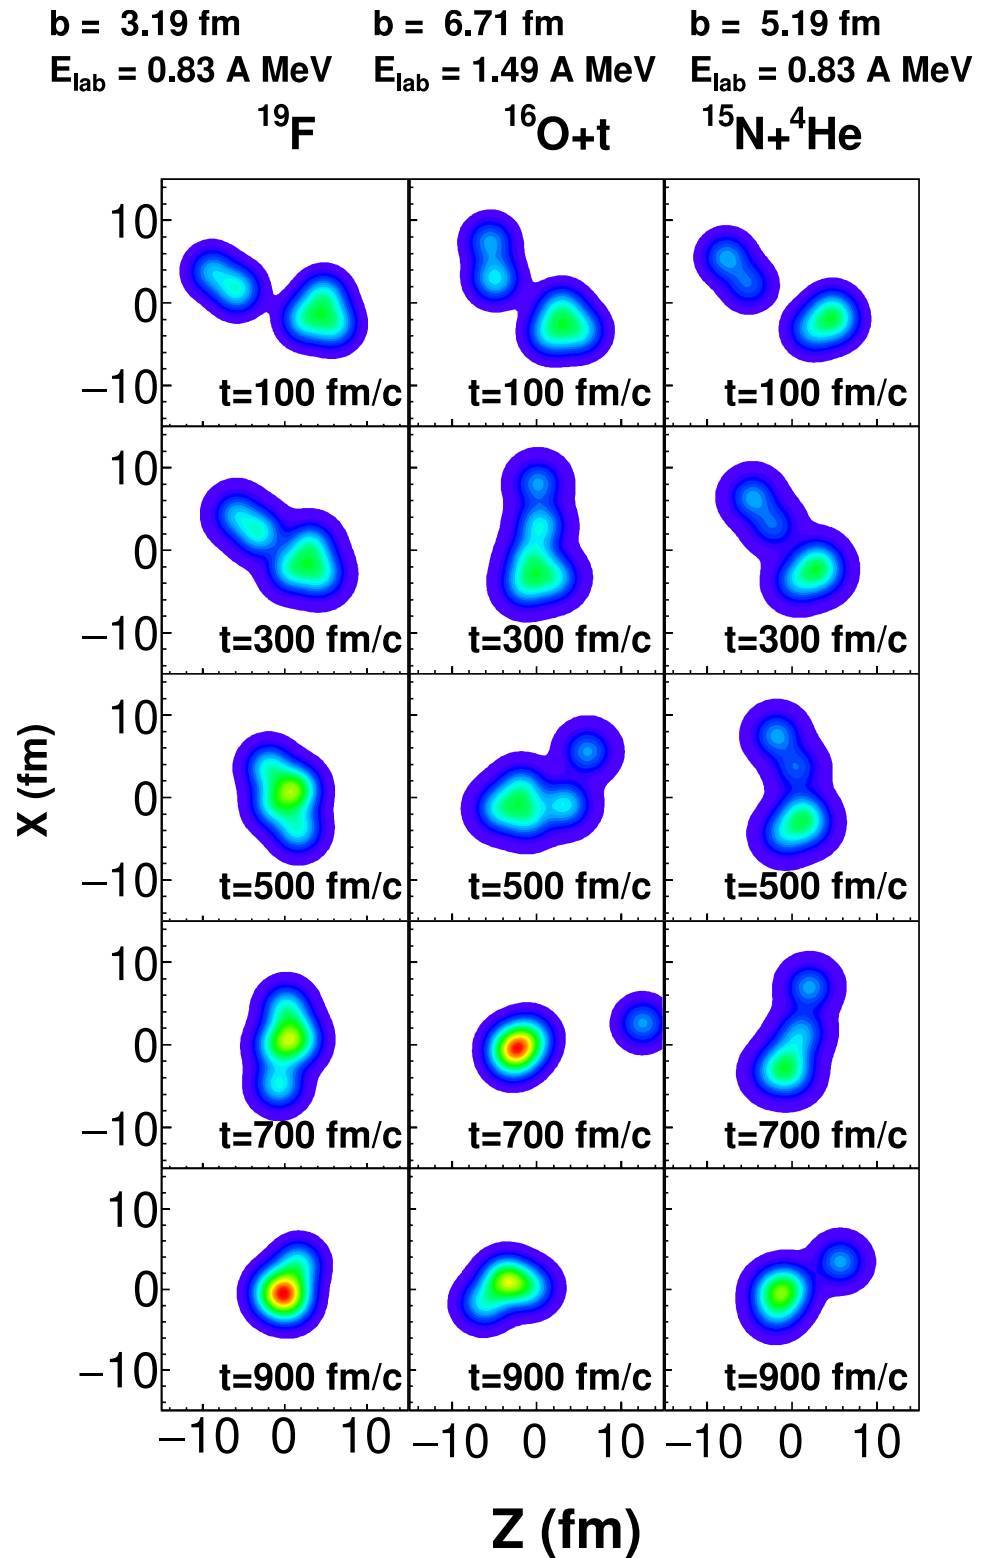 b = 3.19 fm b = 6.71 fm b = 5.19 fm
E_lab = 0.83 A MeV E_lab = 1.49 A MeV E_lab = 0.83 A MeV
¹⁹F ¹⁶O+t ¹⁵N+⁴He
10
0
−10
t=100 fm/c t=100 fm/c t=100 fm/c
10
0
−10
t=300 fm/c t=300 fm/c t=300 fm/c
X (fm)
10
0
−10
t=500 fm/c t=500 fm/c t=500 fm/c
10
0
−10
t=700 fm/c t=700 fm/c t=700 fm/c
10
0
−10
t=900 fm/c t=900 fm/c t=900 fm/c
−10 0 10 −10 0 −10 0 10
Z (fm)